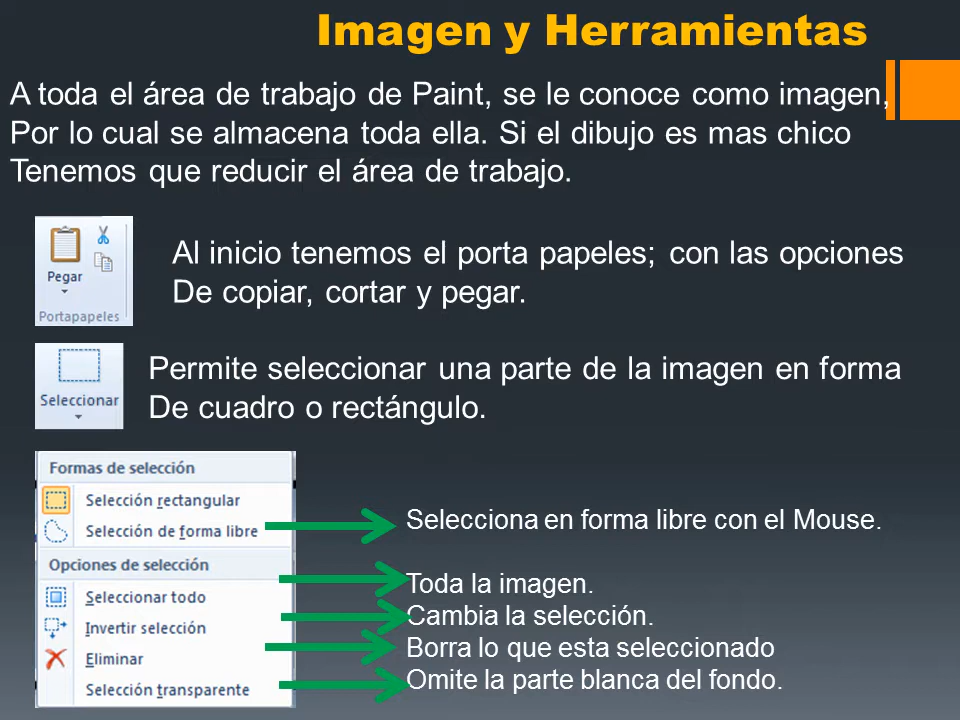 Imagen y Herramientas
A toda el área de trabajo de Paint, se le conoce como imagen,
Por lo cual se almacena toda ella. Si el dibujo es mas chico
Tenemos que reducir el área de trabajo.
Pegar
Portapapeles
Al inicio tenemos el porta papeles; con las opciones
De copiar, cortar y pegar.
Seleccionar
Permite seleccionar una parte de la imagen en forma
De cuadro o rectángulo.
Formas de selección
Selección rectangular
Selección de forma libre
Opciones de selección
Seleccionar todo
Invertir selección
Eliminar
Selección transparente
Selecciona en forma libre con el Mouse.
Toda la imagen.
Cambia la selección.
Borra lo que esta seleccionado
Omite la parte blanca del fondo.